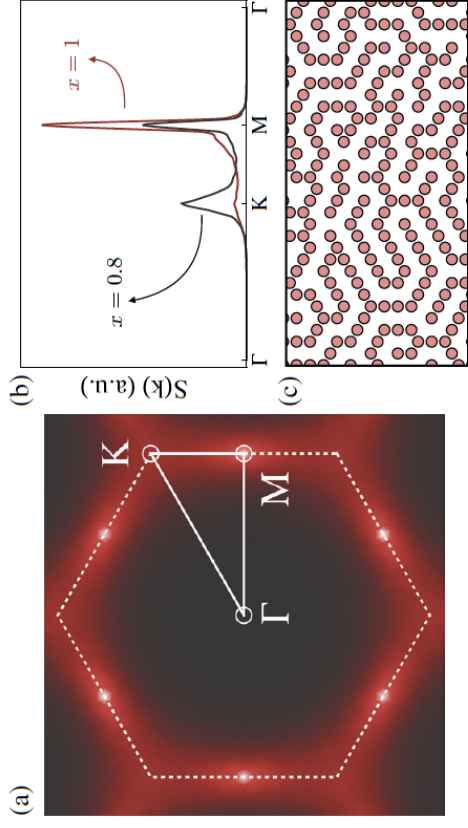 (a)
K
M
Γ
(b)
S(k) (a.u.)
x = 1
x = 0.8
Γ
K
M
Γ
(c)